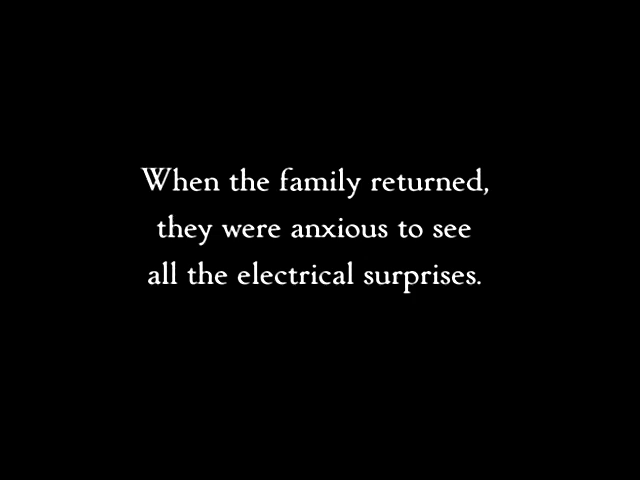 When the family returned,
they were anxious to see
all the electrical surprises.